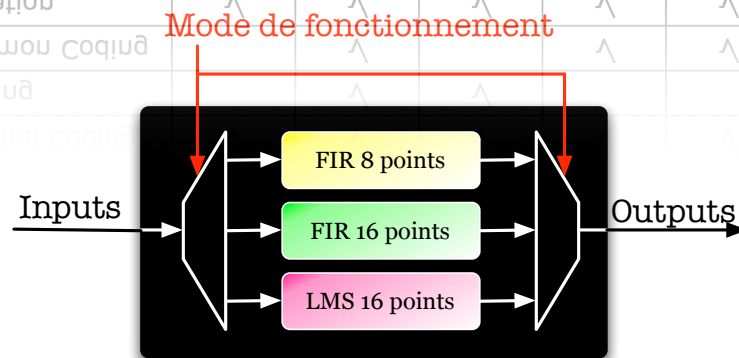 Mode de fonctionnement
FIR 8 points
Inputs
FIR 16 points
Outputs
LMS 16 points